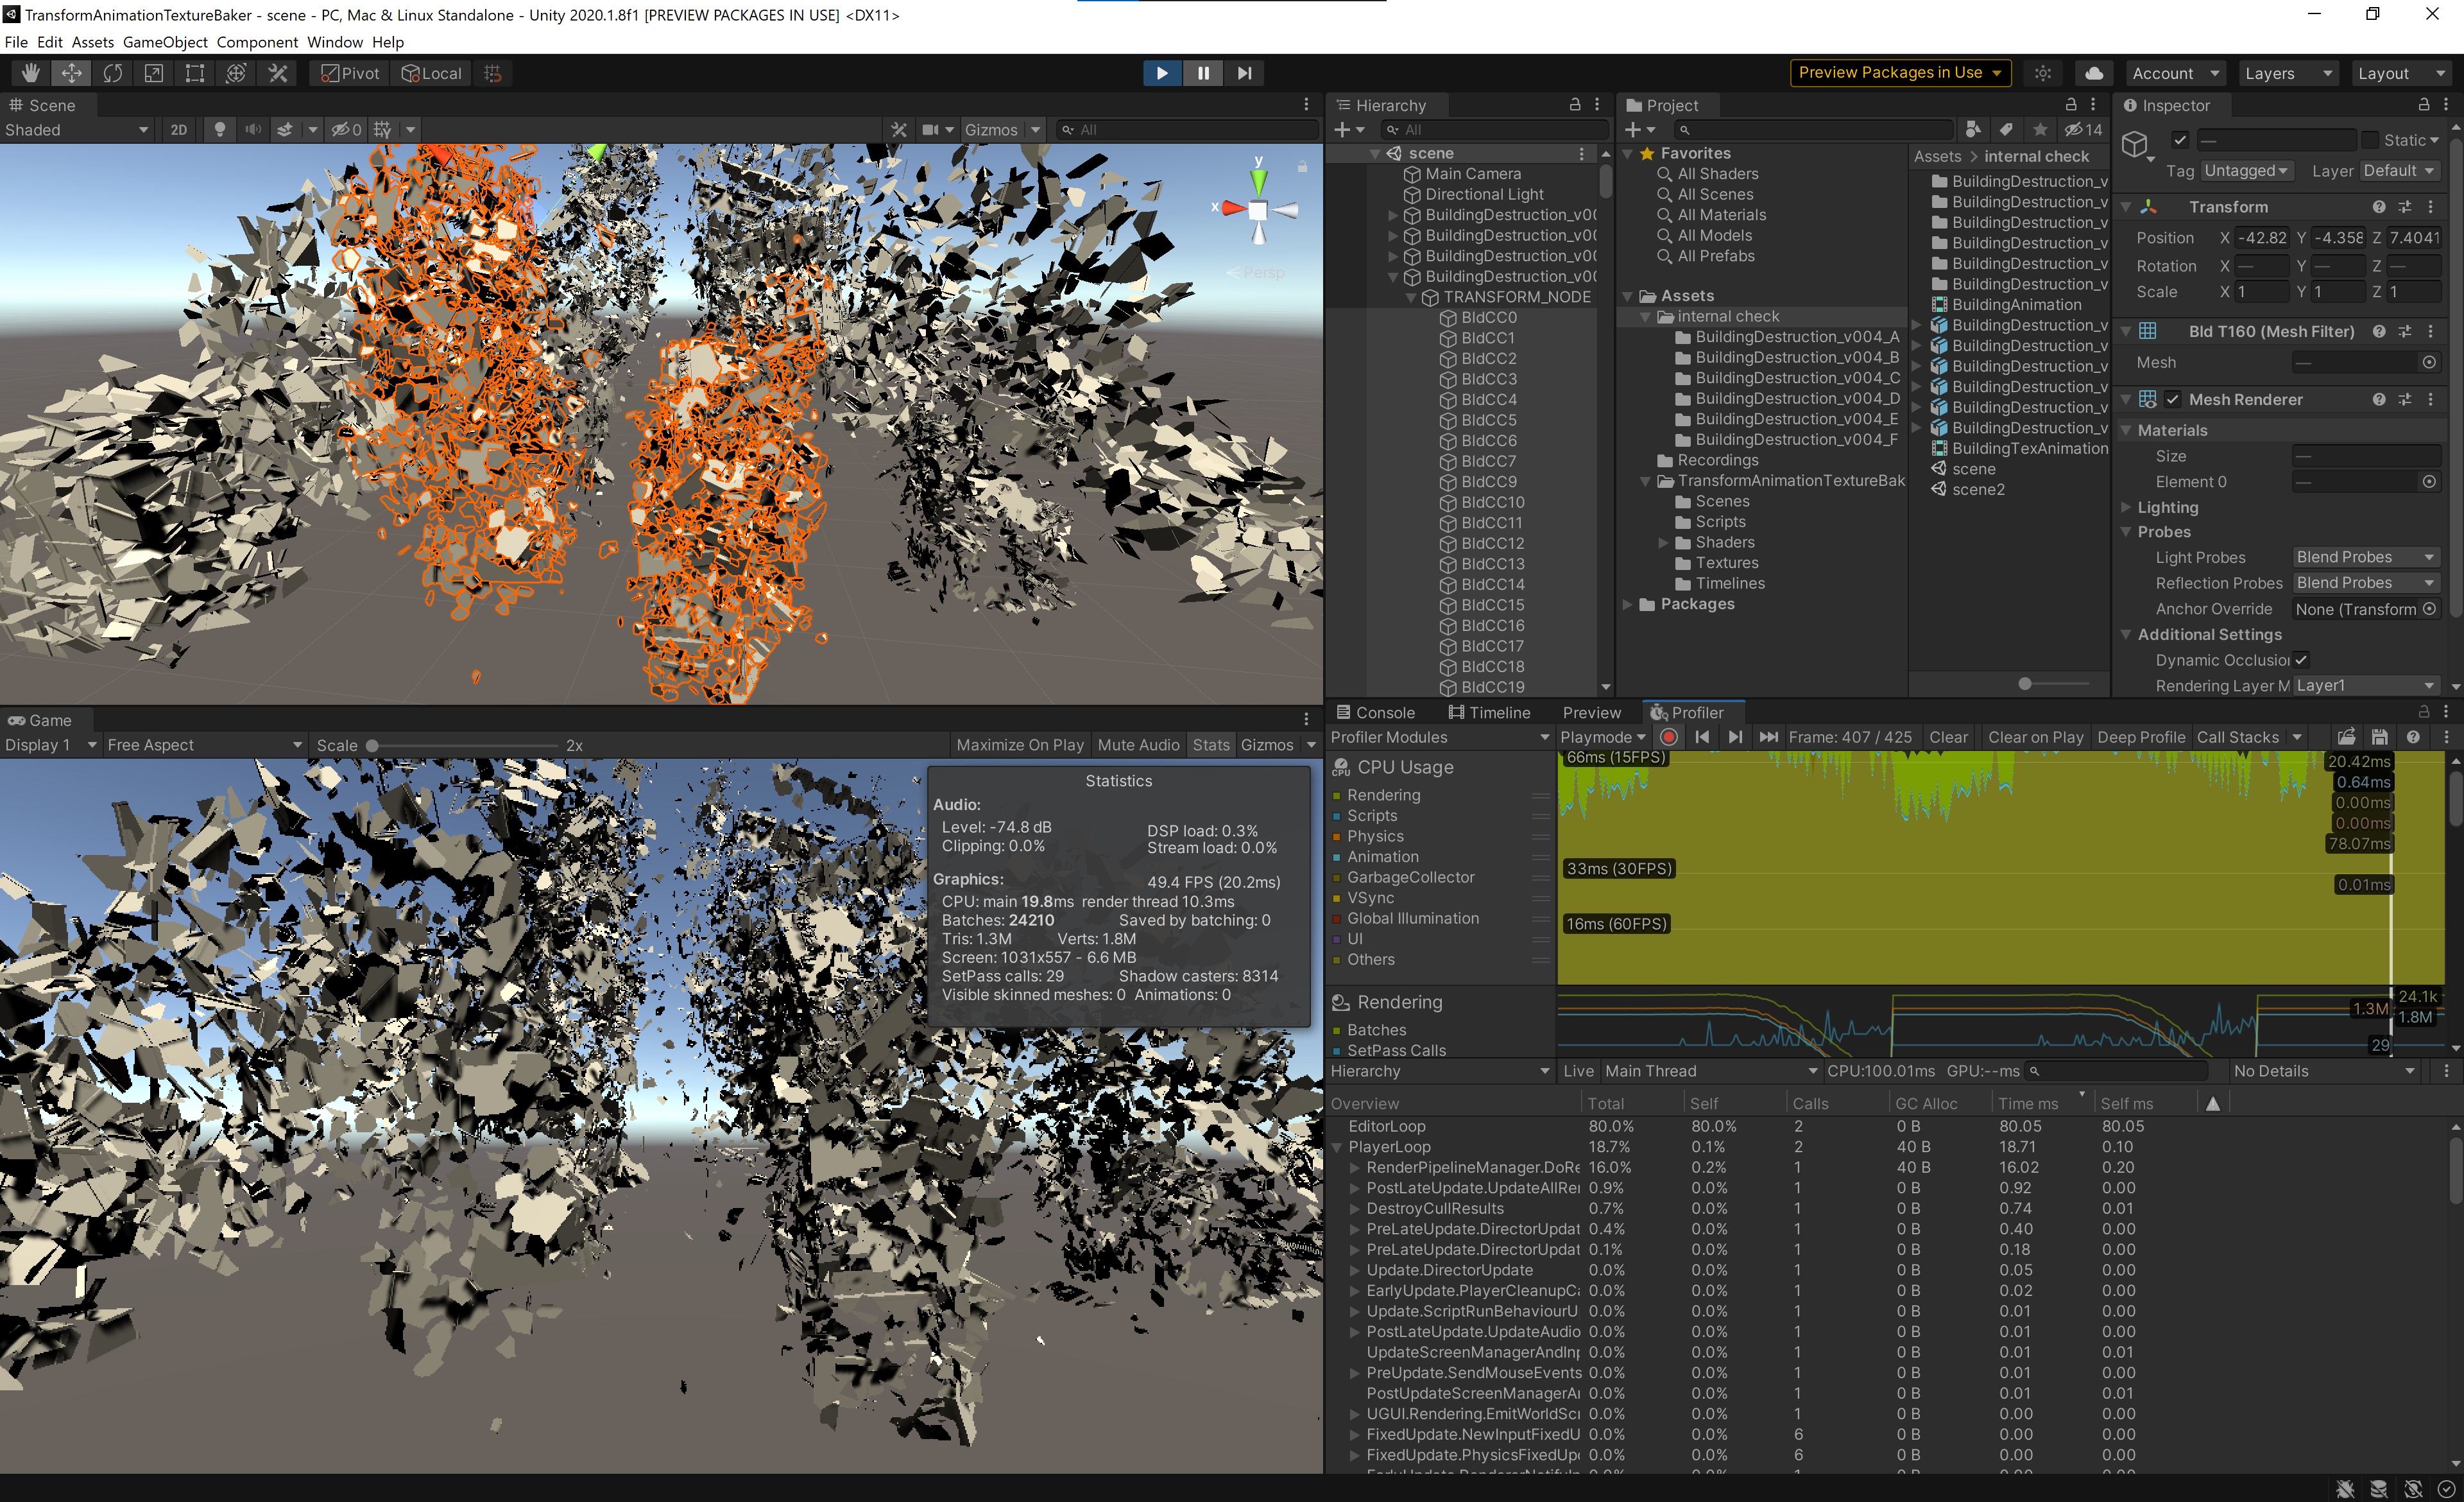 TransformAnimationTextureBaker - scene - PC, Mac & Linux Standalone - Unity 2020.1.8f1 [PREVIEW PACKAGES IN USE] <DX11>
File Edit Assets GameObject Component Window Help
Pivot Local Preview Packages in Use Account Layers Layout
Scene
Shaded 2D 0 Gizmos All
y
x
Persp
Hierarchy
All
scene
Main Camera
Directional Light
BuildingDestruction_v00
BuildingDestruction_v00
BuildingDestruction_v00
BuildingDestruction_v00
TRANSFORM_NODE
BldCC0
BldCC1
BldCC2
BldCC3
BldCC4
BldCC5
BldCC6
BldCC7
BldCC9
BldCC10
BldCC11
BldCC12
BldCC13
BldCC14
BldCC15
BldCC16
BldCC17
BldCC18
BldCC19
Project
14
Favorites
All Shaders
All Scenes
All Materials
All Models
All Prefabs
Assets
internal check
BuildingDestruction_v004_A
BuildingDestruction_v004_B
BuildingDestruction_v004_C
BuildingDestruction_v004_D
BuildingDestruction_v004_E
BuildingDestruction_v004_F
Recordings
TransformAnimationTextureBak
Scenes
Scripts
Shaders
Textures
Timelines
Packages
Assets > internal check
BuildingDestruction_v
BuildingDestruction_v
BuildingDestruction_v
BuildingDestruction_v
BuildingDestruction_v
BuildingDestruction_v
BuildingAnimation
BuildingDestruction_v
BuildingDestruction_v
BuildingDestruction_v
BuildingDestruction_v
BuildingDestruction_v
BuildingDestruction_v
BuildingTexAnimation
scene
scene2
Inspector
— Static
Tag Untagged Layer Default
Transform
Position X -42.82 Y -4.358 Z 7.4041
Rotation X — Y — Z —
Scale X 1 Y 1 Z 1
Bld T160 (Mesh Filter)
Mesh —
Mesh Renderer
Materials
Size —
Element 0 —
Lighting
Probes
Light Probes Blend Probes
Reflection Probes Blend Probes
Anchor Override None (Transform
Additional Settings
Dynamic Occlusion
Rendering Layer M Layer1
Game
Display 1 Free Aspect Scale 2x Maximize On Play Mute Audio Stats Gizmos
Statistics
Audio:
Level: -74.8 dB DSP load: 0.3%
Clipping: 0.0% Stream load: 0.0%
Graphics: 49.4 FPS (20.2ms)
CPU: main 19.8ms render thread 10.3ms
Batches: 24210 Saved by batching: 0
Tris: 1.3M Verts: 1.8M
Screen: 1031x557 - 6.6 MB
SetPass calls: 29 Shadow casters: 8314
Visible skinned meshes: 0 Animations: 0
Console Timeline Preview Profiler
Profiler Modules Playmode Frame: 407 / 425 Clear Clear on Play Deep Profile Call Stacks
CPU Usage
Rendering
Scripts
Physics
Animation
GarbageCollector
VSync
Global Illumination
UI
Others
66ms (15FPS)
33ms (30FPS)
16ms (60FPS)
20.42ms
0.64ms
0.00ms
0.00ms
78.07ms
0.01ms
Rendering
Batches
SetPass Calls
24.1k
1.3M 1.8M
29
Hierarchy Live Main Thread CPU:100.01ms GPU:--ms No Details
Overview Total Self Calls GC Alloc Time ms Self ms
EditorLoop 80.0% 80.0% 2 0 B 80.05 80.05
PlayerLoop 18.7% 0.1% 2 40 B 18.71 0.10
RenderPipelineManager.DoRe 16.0% 0.2% 1 40 B 16.02 0.20
PostLateUpdate.UpdateAllRe 0.9% 0.0% 1 0 B 0.92 0.00
DestroyCullResults 0.7% 0.0% 1 0 B 0.74 0.01
PreLateUpdate.DirectorUpdat 0.4% 0.0% 1 0 B 0.40 0.00
PreLateUpdate.DirectorUpdat 0.1% 0.0% 1 0 B 0.18 0.00
Update.DirectorUpdate 0.0% 0.0% 1 0 B 0.05 0.00
EarlyUpdate.PlayerCleanupC 0.0% 0.0% 1 0 B 0.02 0.00
Update.ScriptRunBehaviourU 0.0% 0.0% 1 0 B 0.01 0.00
PostLateUpdate.UpdateAudio 0.0% 0.0% 1 0 B 0.01 0.00
UpdateScreenManagerAndInp 0.0% 0.0% 1 0 B 0.01 0.01
PreUpdate.SendMouseEvents 0.0% 0.0% 1 0 B 0.01 0.00
PostUpdateScreenManagerA 0.0% 0.0% 1 0 B 0.01 0.01
UGUI.Rendering.EmitWorldScr 0.0% 0.0% 1 0 B 0.00 0.00
FixedUpdate.NewInputFixedU 0.0% 0.0% 6 0 B 0.00 0.00
FixedUpdate.PhysicsFixedUp 0.0% 0.0% 6 0 B 0.00 0.00